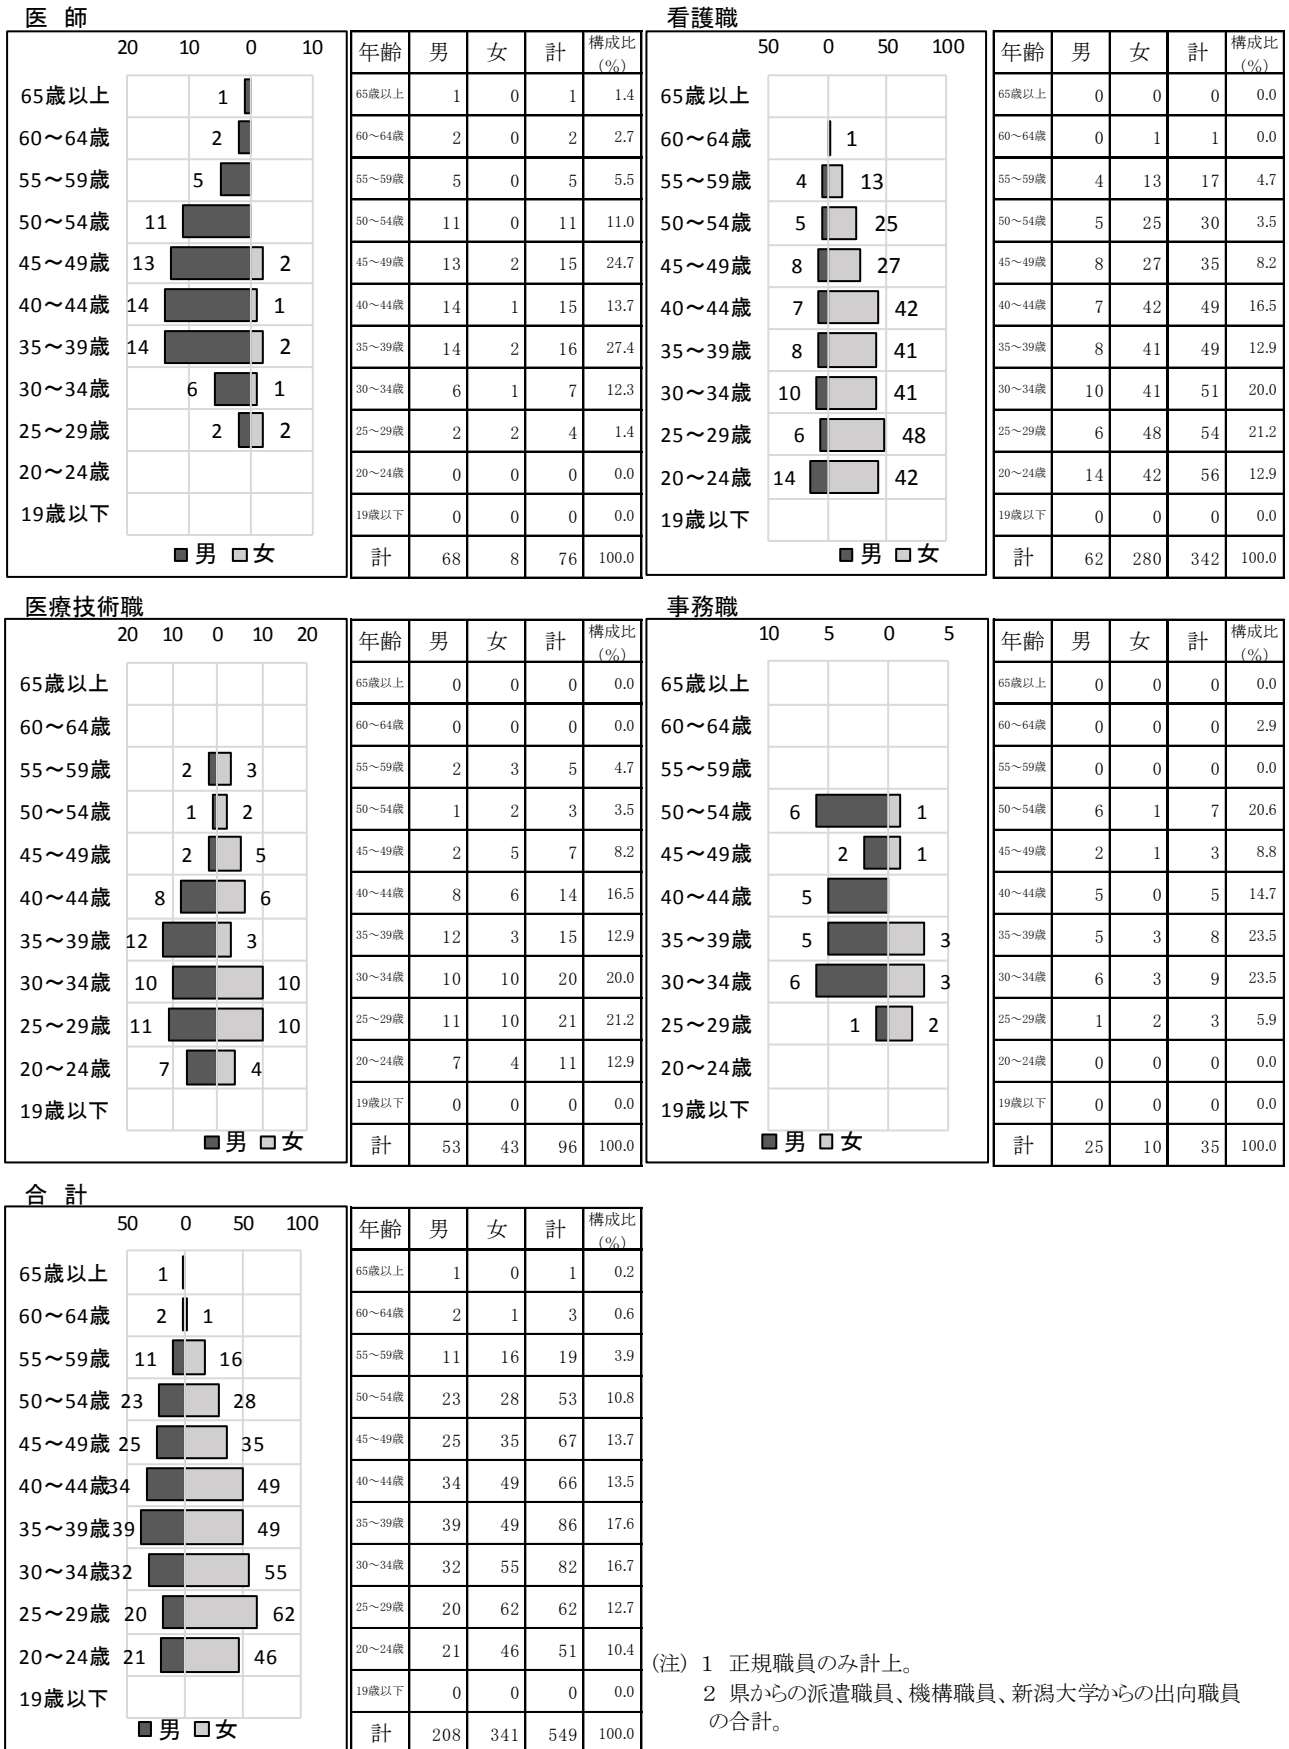 医 師
20 10 0 10
65歳以上 1
60～64歳 2
55～59歳 5
50～54歳 11
45～49歳 13 2
40～44歳 14 1
35～39歳 14 2
30～34歳 6 1
25～29歳 2 2
20～24歳
19歳以下
■男 □女
年齢 男 女 計 構成比(%)
65歳以上 1 0 1 1.4
60～64歳 2 0 2 2.7
55～59歳 5 0 5 5.5
50～54歳 11 0 11 11.0
45～49歳 13 2 15 24.7
40～44歳 14 1 15 13.7
35～39歳 14 2 16 27.4
30～34歳 6 1 7 12.3
25～29歳 2 2 4 1.4
20～24歳 0 0 0 0.0
19歳以下 0 0 0 0.0
計 68 8 76 100.0
看護職
50 0 50 100
65歳以上
60～64歳 1
55～59歳 4 13
50～54歳 5 25
45～49歳 8 27
40～44歳 7 42
35～39歳 8 41
30～34歳 10 41
25～29歳 6 48
20～24歳 14 42
19歳以下
■男 □女
年齢 男 女 計 構成比(%)
65歳以上 0 0 0 0.0
60～64歳 0 1 1 0.0
55～59歳 4 13 17 4.7
50～54歳 5 25 30 3.5
45～49歳 8 27 35 8.2
40～44歳 7 42 49 16.5
35～39歳 8 41 49 12.9
30～34歳 10 41 51 20.0
25～29歳 6 48 54 21.2
20～24歳 14 42 56 12.9
19歳以下 0 0 0 0.0
計 62 280 342 100.0
医療技術職
20 10 0 10 20
65歳以上
60～64歳
55～59歳 2 3
50～54歳 1 2
45～49歳 2 5
40～44歳 8 6
35～39歳 12 3
30～34歳 10 10
25～29歳 11 10
20～24歳 7 4
19歳以下
■男 □女
年齢 男 女 計 構成比(%)
65歳以上 0 0 0 0.0
60～64歳 0 0 0 0.0
55～59歳 2 3 5 4.7
50～54歳 1 2 3 3.5
45～49歳 2 5 7 8.2
40～44歳 8 6 14 16.5
35～39歳 12 3 15 12.9
30～34歳 10 10 20 20.0
25～29歳 11 10 21 21.2
20～24歳 7 4 11 12.9
19歳以下 0 0 0 0.0
計 53 43 96 100.0
事務職
10 5 0 5
65歳以上
60～64歳
55～59歳
50～54歳 6 1
45～49歳 2 1
40～44歳 5
35～39歳 5 3
30～34歳 6 3
25～29歳 1 2
20～24歳
19歳以下
■男 □女
年齢 男 女 計 構成比(%)
65歳以上 0 0 0 0.0
60～64歳 0 0 0 2.9
55～59歳 0 0 0 0.0
50～54歳 6 1 7 20.6
45～49歳 2 1 3 8.8
40～44歳 5 0 5 14.7
35～39歳 5 3 8 23.5
30～34歳 6 3 9 23.5
25～29歳 1 2 3 5.9
20～24歳 0 0 0 0.0
19歳以下 0 0 0 0.0
計 25 10 35 100.0
合 計
50 0 50 100
65歳以上 1
60～64歳 2 1
55～59歳 11 16
50～54歳 23 28
45～49歳 25 35
40～44歳 34 49
35～39歳 39 49
30～34歳 32 55
25～29歳 20 62
20～24歳 21 46
19歳以下
■男 □女
年齢 男 女 計 構成比(%)
65歳以上 1 0 1 0.2
60～64歳 2 1 3 0.6
55～59歳 11 16 19 3.9
50～54歳 23 28 53 10.8
45～49歳 25 35 67 13.7
40～44歳 34 49 66 13.5
35～39歳 39 49 86 17.6
30～34歳 32 55 82 16.7
25～29歳 20 62 62 12.7
20～24歳 21 46 51 10.4
19歳以下 0 0 0 0.0
計 208 341 549 100.0
(注) 1 正規職員のみ計上。
2 県からの派遣職員、機構職員、新潟大学からの出向職員
の合計。